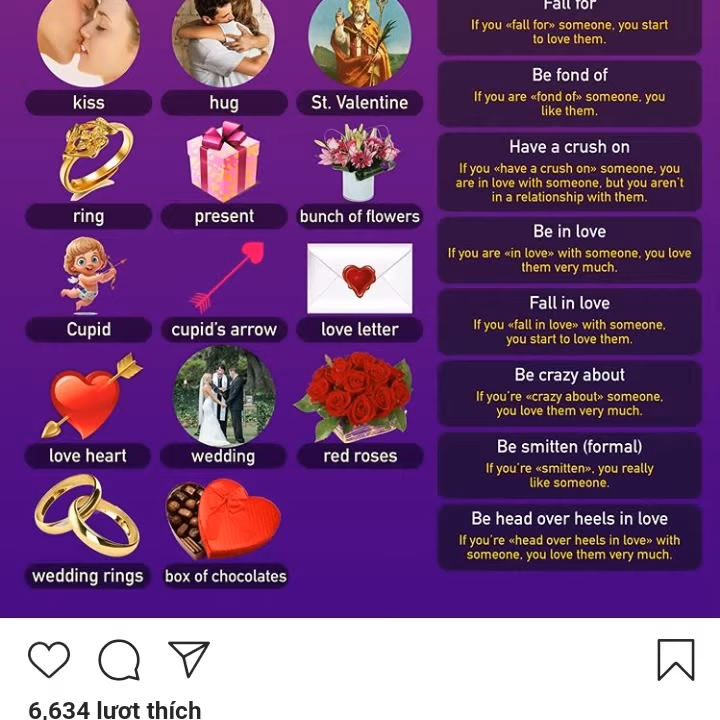 kiss
hug
St. Valentine
ring
present
bunch of flowers
Cupid
cupid's arrow
love letter
love heart
wedding
red roses
wedding rings
box of chocolates
Fall for
If you «fall for» someone, you start
to love them.
Be fond of
If you are «fond of» someone, you
like them.
Have a crush on
If you «have a crush on» someone, you
are in love with someone, but you aren't
in a relationship with them.
Be in love
If you are «in love» with someone, you love
them very much.
Fall in love
If you «fall in love» with someone,
you start to love them.
Be crazy about
If you're «crazy about» someone,
you love them very much.
Be smitten (formal)
If you're «smitten», you really
like someone.
Be head over heels in love
If you're «head over heels in love» with
someone, you love them very much.
6,634 lượt thích